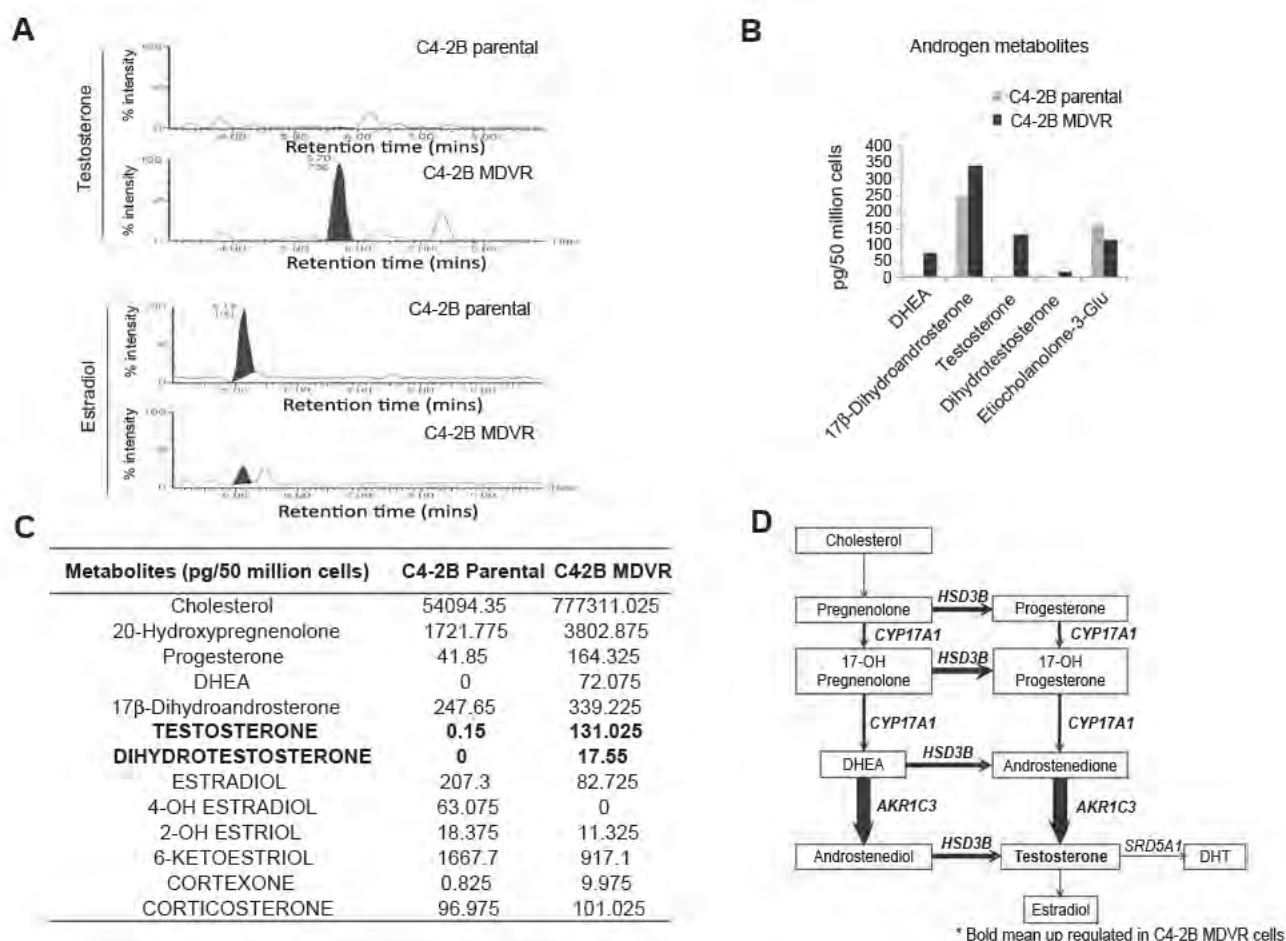 A
Testosterone
% intensity
C4-2B parental
Retention time (mins)
% intensity
C4-2B MDVR
Retention time (mins)
Estradiol
% intensity
C4-2B parental
Retention time (mins)
% intensity
C4-2B MDVR
Retention time (mins)
B
Androgen metabolites
C4-2B parental
C4-2B MDVR
pg/50 million cells
400
350
300
250
200
150
100
50
0
DHEA
17β-Dihydroandrosterone
Testosterone
Dihydrotestosterone
Etiocholanolone-3-Glu
C
Metabolites (pg/50 million cells) C4-2B Parental C42B MDVR
Cholesterol 54094.35 777311.025
20-Hydroxypregnenolone 1721.775 3802.875
Progesterone 41.85 164.325
DHEA 0 72.075
17β-Dihydroandrosterone 247.65 339.225
TESTOSTERONE 0.15 131.025
DIHYDROTESTOSTERONE 0 17.55
ESTRADIOL 207.3 82.725
4-OH ESTRADIOL 63.075 0
2-OH ESTRIOL 18.375 11.325
6-KETOESTRIOL 1667.7 917.1
CORTEXONE 0.825 9.975
CORTICOSTERONE 96.975 101.025
D
Cholesterol
Pregnenolone HSD3B Progesterone
CYP17A1 CYP17A1
17-OH HSD3B 17-OH
Pregnenolone Progesterone
CYP17A1 CYP17A1
DHEA HSD3B Androstenedione
AKR1C3 AKR1C3
Androstenediol HSD3B Testosterone SRD5A1 DHT
Estradiol
* Bold mean up regulated in C4-2B MDVR cells